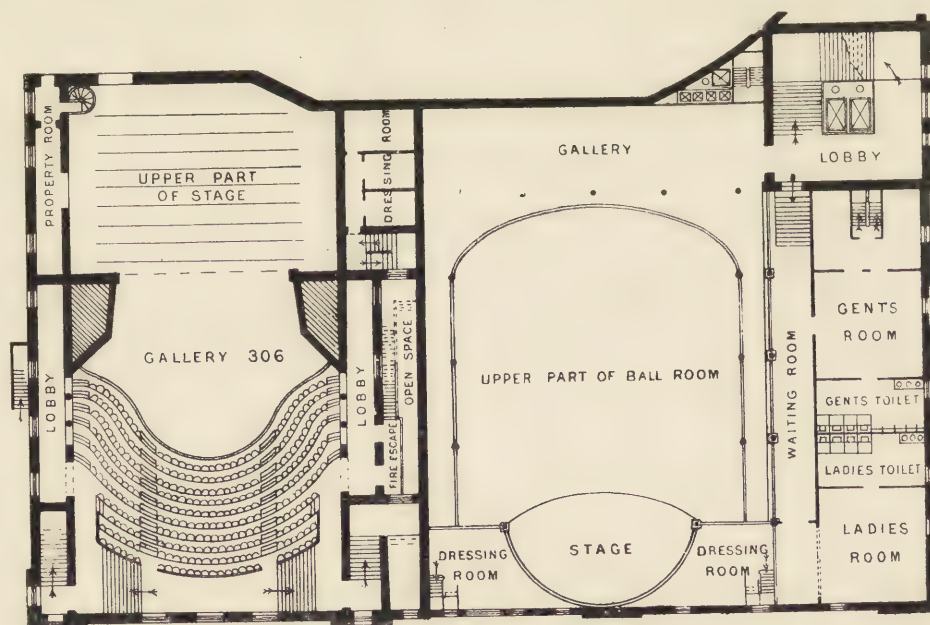 PROPERTY ROOM
UPPER PART
OF STAGE
DRESSING ROOM
GALLERY
LOBBY
GALLERY 306
LOBBY
LOBBY
OPEN SPACE
FIRE ESCAPE
UPPER PART OF BALL ROOM
WAITING ROOM
GENTS
ROOM
GENTS TOILET
LADIES TOILET
LADIES
ROOM
DRESSING
ROOM
STAGE
DRESSING
ROOM